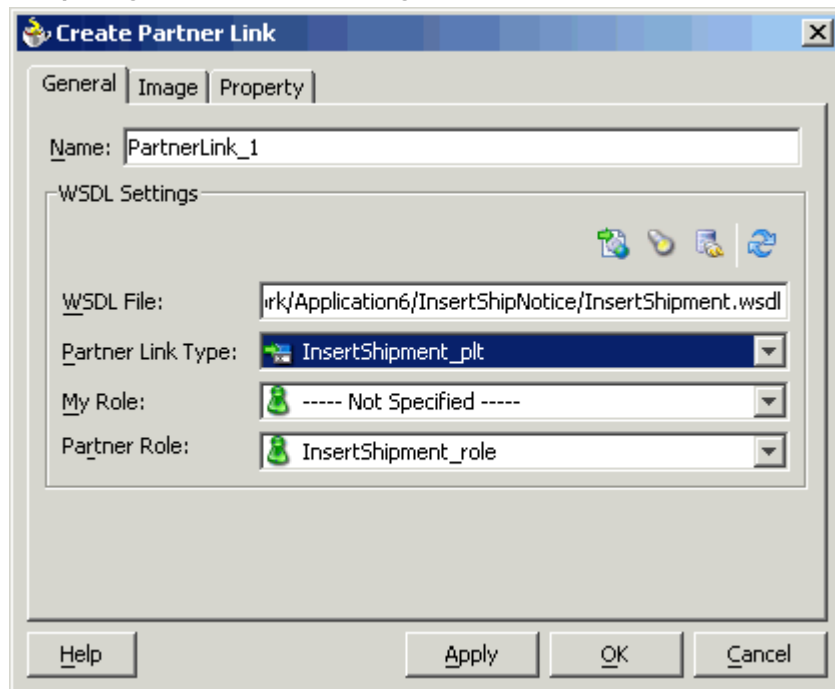 Create Partner Link
General Image Property
Name: PartnerLink_1
WSDL Settings
WSDL File: rk/Application6/InsertShipNotice/InsertShipment.wsdl
Partner Link Type: InsertShipment_plt
My Role: ----- Not Specified -----
Partner Role: InsertShipment_role
Help Apply OK Cancel